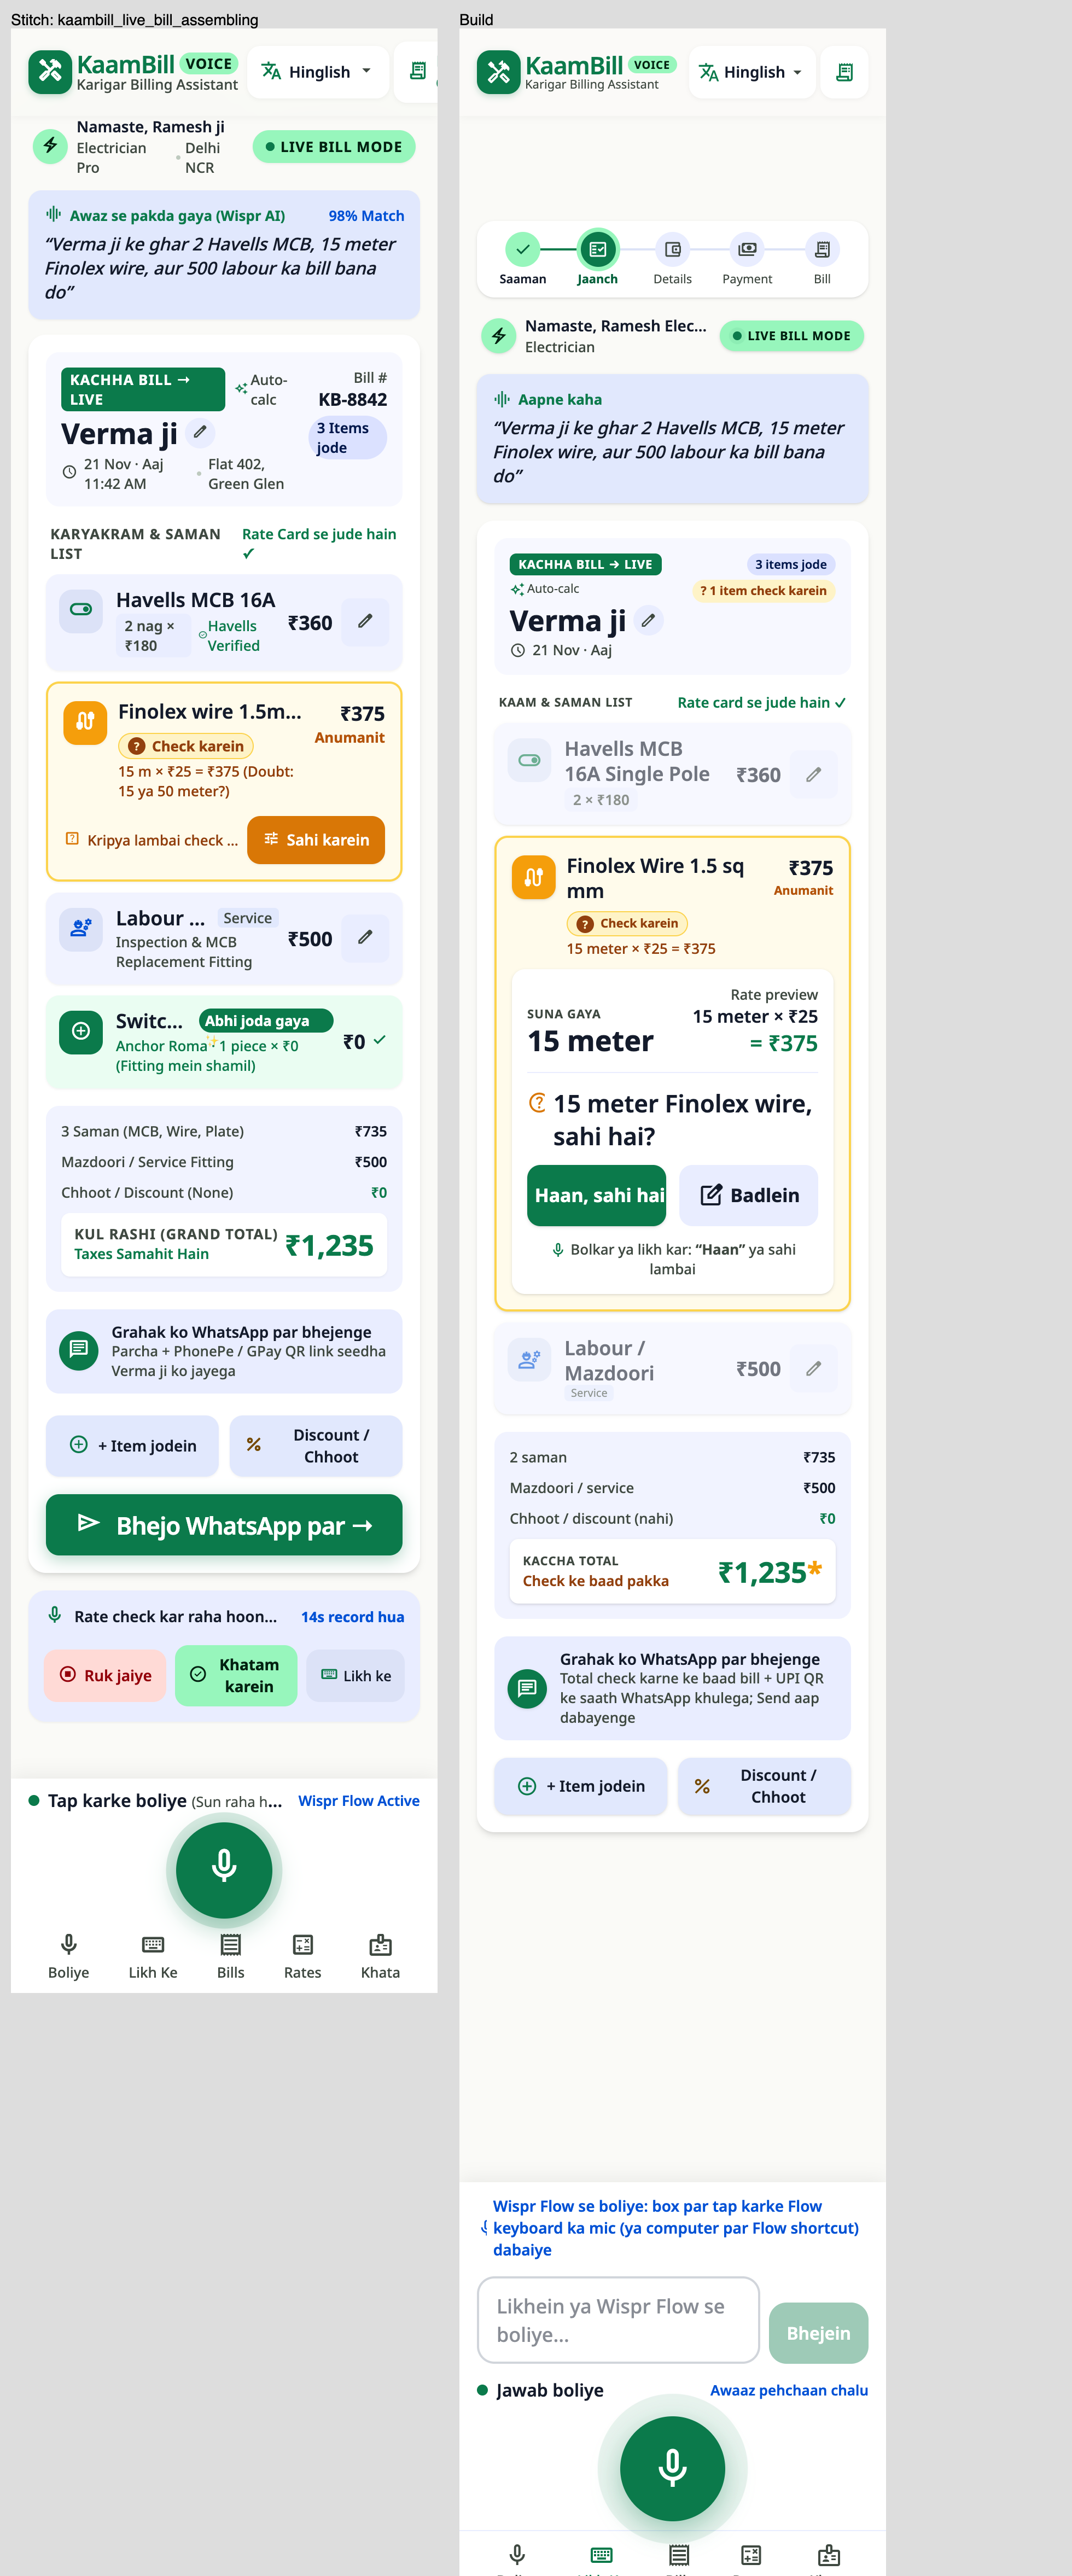 Stitch: kaambill_live_bill_assembling
KaamBill VOICE
Karigar Billing Assistant
Hinglish
Namaste, Ramesh ji
Electrician Pro
Delhi NCR
LIVE BILL MODE
Awaz se pakda gaya (Wispr AI)
98% Match
“Verma ji ke ghar 2 Havells MCB, 15 meter
Finolex wire, aur 500 labour ka bill bana
do”
KACHHA BILL → LIVE
Auto-calc
Bill #
KB-8842
Verma ji
3 Items jode
21 Nov · Aaj
11:42 AM
Flat 402,
Green Glen
KARYAKRAM & SAMAN
LIST
Rate Card se jude hain
✓
Havells MCB 16A
2 nag ×
₹180
Havells
Verified
₹360
Finolex wire 1.5m...
₹375
Check karein
Anumanit
15 m × ₹25 = ₹375 (Doubt:
15 ya 50 meter?)
Kripya lambai check ...
Sahi karein
Labour ...
Service
Inspection & MCB
Replacement Fitting
₹500
Switc...
Abhi joda gaya ✨
Anchor Roma · 1 piece × ₹0
(Fitting mein shamil)
₹0 ✓
3 Saman (MCB, Wire, Plate)
₹735
Mazdoori / Service Fitting
₹500
Chhoot / Discount (None)
₹0
KUL RASHI (GRAND TOTAL)
Taxes Samahit Hain
₹1,235
Grahak ko WhatsApp par bhejenge
Parcha + PhonePe / GPay QR link seedha
Verma ji ko jayega
+ Item jodein
Discount /
Chhoot
Bhejo WhatsApp par →
Rate check kar raha hoon...
14s record hua
Ruk jaiye
Khatam
karein
Likh ke
Tap karke boliye (Sun raha h...
Wispr Flow Active
Boliye
Likh Ke
Bills
Rates
Khata
Build
KaamBill VOICE
Karigar Billing Assistant
Hinglish
Saaman
Jaanch
Details
Payment
Bill
Namaste, Ramesh Elec...
Electrician
LIVE BILL MODE
Aapne kaha
“Verma ji ke ghar 2 Havells MCB, 15 meter
Finolex wire, aur 500 labour ka bill bana
do”
KACHHA BILL → LIVE
3 items jode
Auto-calc
? 1 item check karein
Verma ji
21 Nov · Aaj
KAAM & SAMAN LIST
Rate card se jude hain ✓
Havells MCB
16A Single Pole
2 × ₹180
₹360
Finolex Wire 1.5 sq
mm
₹375
Anumanit
Check karein
15 meter × ₹25 = ₹375
SUNA GAYA
15 meter
Rate preview
15 meter × ₹25
= ₹375
15 meter Finolex wire,
sahi hai?
Haan, sahi hai
Badlein
Bolkar ya likh kar: “Haan” ya sahi
lambai
Labour /
Mazdoori
Service
₹500
2 saman
₹735
Mazdoori / service
₹500
Chhoot / discount (nahi)
₹0
KACCHA TOTAL
Check ke baad pakka
₹1,235*
Grahak ko WhatsApp par bhejenge
Total check karne ke baad bill + UPI QR
ke saath WhatsApp khulega; Send aap
dabayenge
+ Item jodein
Discount /
Chhoot
Wispr Flow se boliye: box par tap karke Flow
keyboard ka mic (ya computer par Flow shortcut)
dabaiye
Likhein ya Wispr Flow se
boliye...
Bhejein
Jawab boliye
Awaaz pehchaan chalu